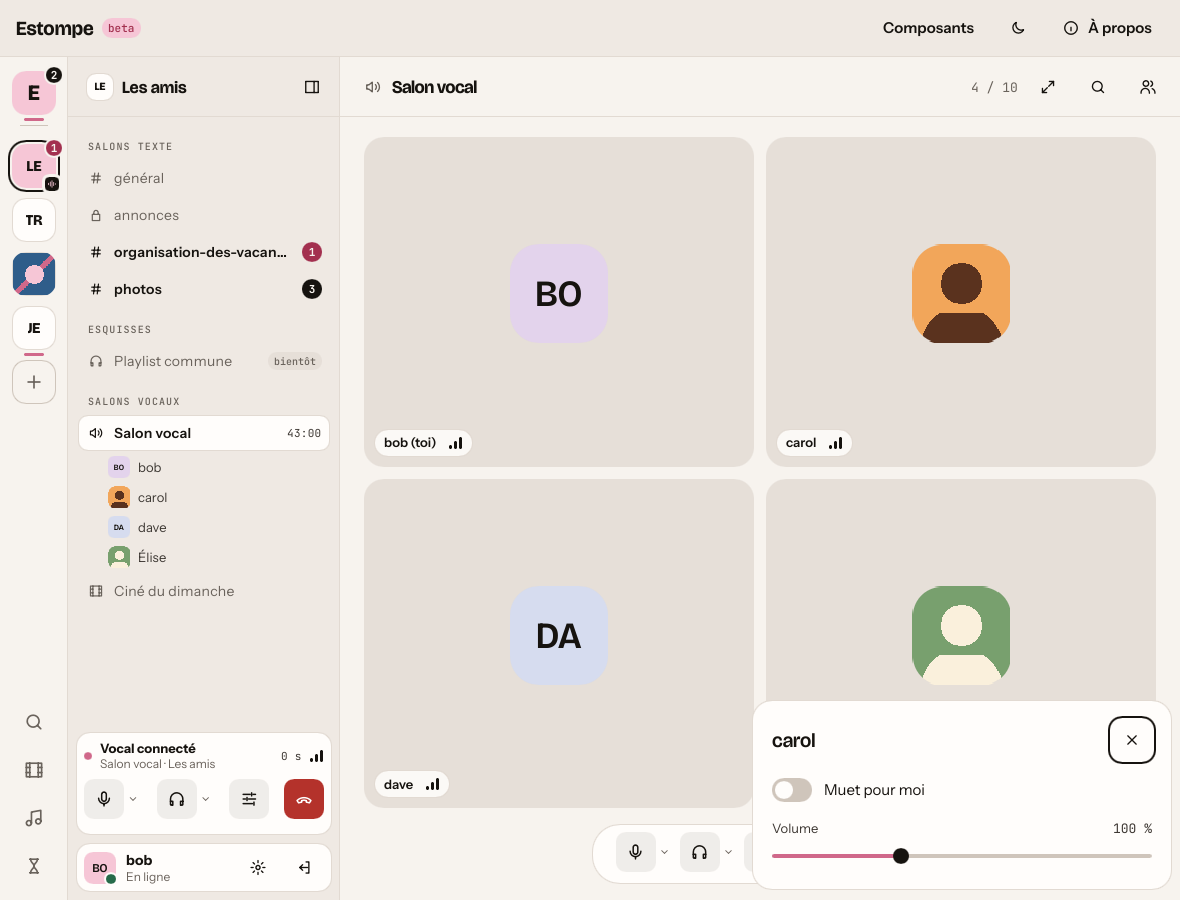 Estompe beta
Composants
À propos
E 2
LE 1
TR
JE
LE Les amis
SALONS TEXTE
# général
annonces
# organisation-des-vacan… 1
# photos 3
ESQUISSES
Playlist commune bientôt
SALONS VOCAUX
Salon vocal 43:00
BO bob
carol
DA dave
Élise
Ciné du dimanche
Vocal connecté
Salon vocal · Les amis
0 s
BO bob
En ligne
Salon vocal
4 / 10
BO
bob (toi)
carol
DA
dave
carol
Muet pour moi
Volume 100 %